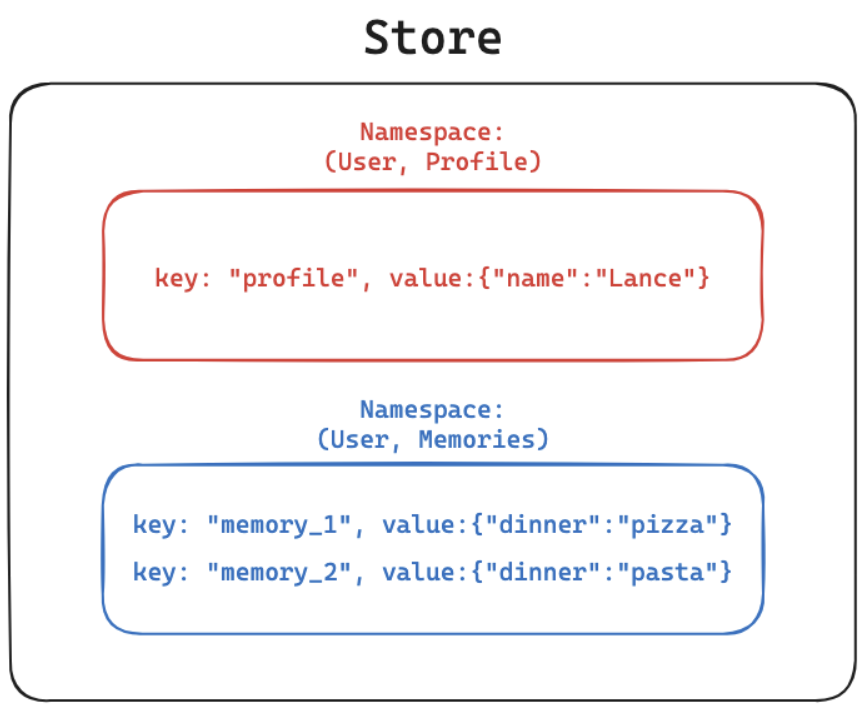 Store
Namespace:
(User, Profile)
key: "profile", value:{"name":"Lance"}
Namespace:
(User, Memories)
key: "memory_1", value:{"dinner":"pizza"}
key: "memory_2", value:{"dinner":"pasta"}